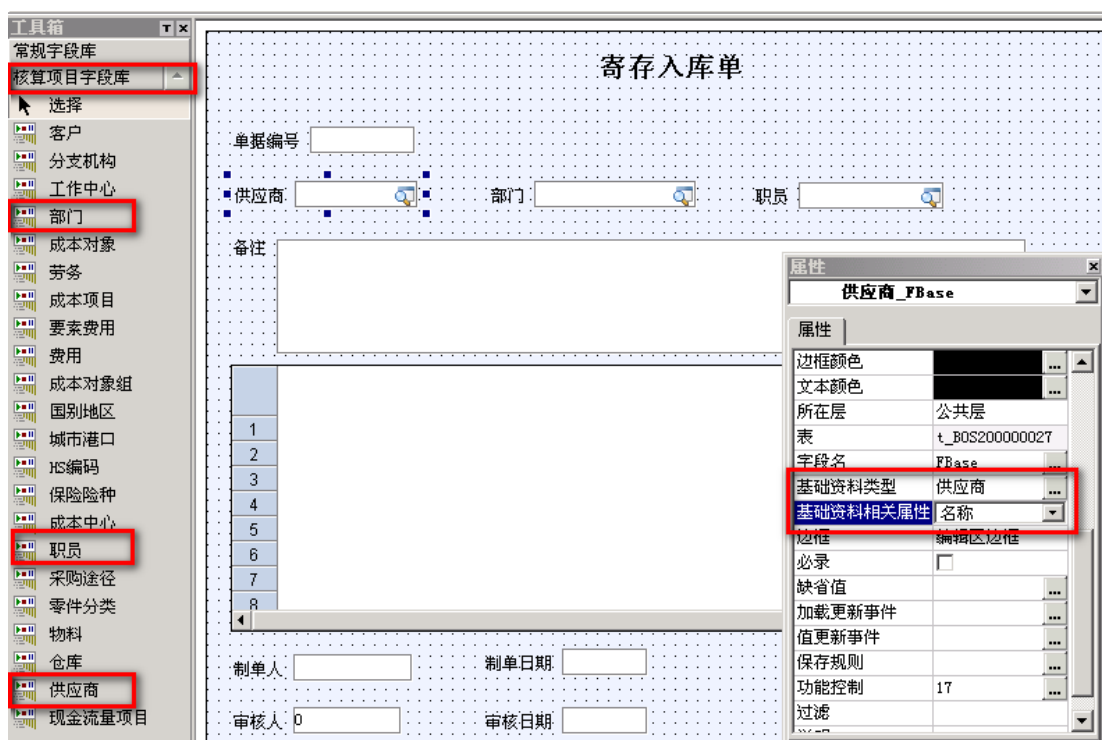 工具箱
常规字段库
核算项目字段库
选择
客户
分支机构
工作中心
部门
成本对象
劳务
成本项目
要素费用
费用
成本对象组
国别地区
城市港口
HS编码
保险险种
成本中心
职员
采购途径
零件分类
物料
仓库
供应商
现金流量项目
寄存入库单
单据编号
供应商 部门 职员
备注
1
2
3
4
5
6
7
8
制单人 制单日期
审核人 0 审核日期
属性
供应商_FBase
属性
边框颜色
文本颜色
所在层 公共层
表 t_BOS200000027
字段名 FBase
基础资料类型 供应商
基础资料相关属性 名称
边框 编辑区边框
必录
缺省值
加载更新事件
值更新事件
保存规则
功能控制 17
过滤